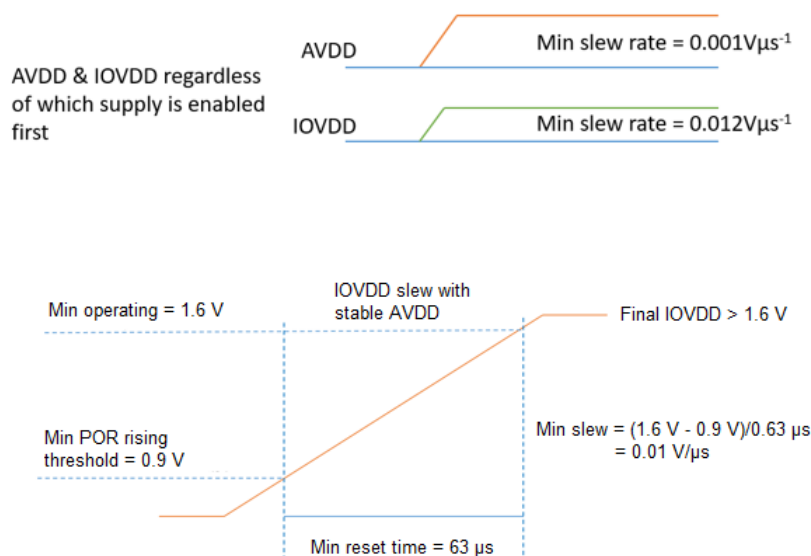 AVDD & IOVDD regardless
of which supply is enabled
first
AVDD
Min slew rate = 0.001Vµs⁻¹
IOVDD
Min slew rate = 0.012Vµs⁻¹
Min operating = 1.6 V
IOVDD slew with
stable AVDD
Final IOVDD > 1.6 V
Min POR rising
threshold = 0.9 V
Min slew = (1.6 V - 0.9 V)/0.63 µs
= 0.01 V/µs
Min reset time = 63 µs